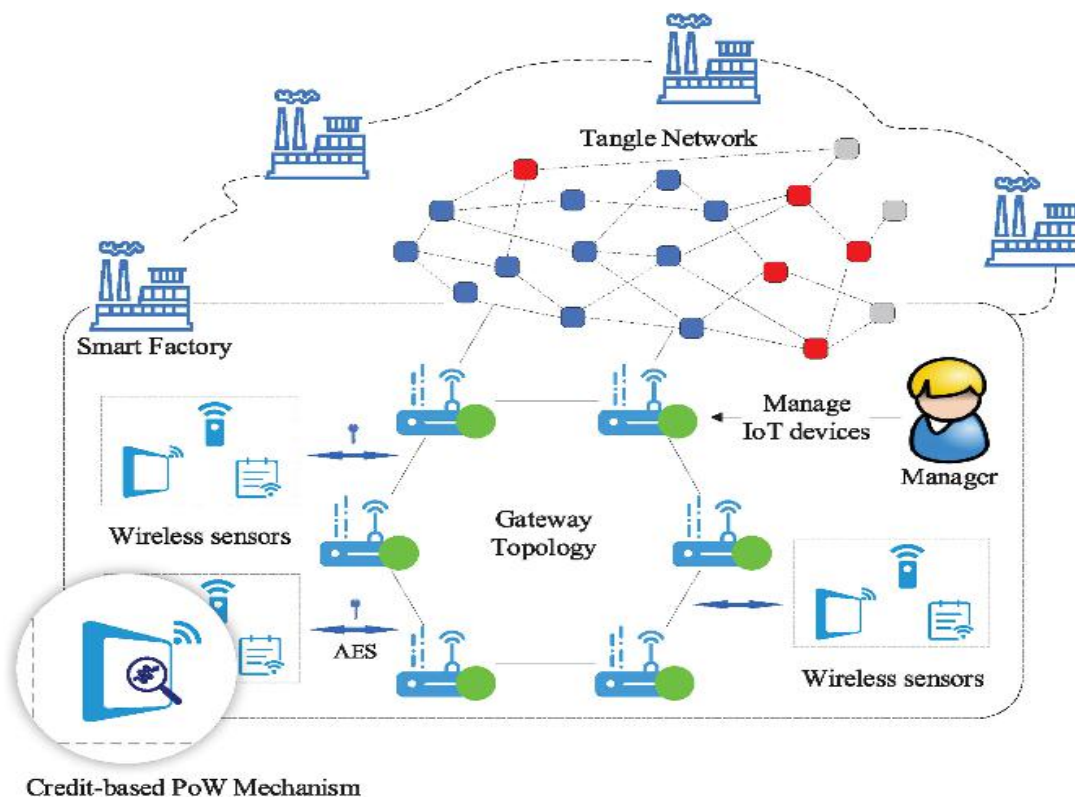 Tangle Network
Smart Factory
Manage
IoT devices
Manager
Wireless sensors
Gateway
Topology
AES
Wireless sensors
Credit-based PoW Mechanism